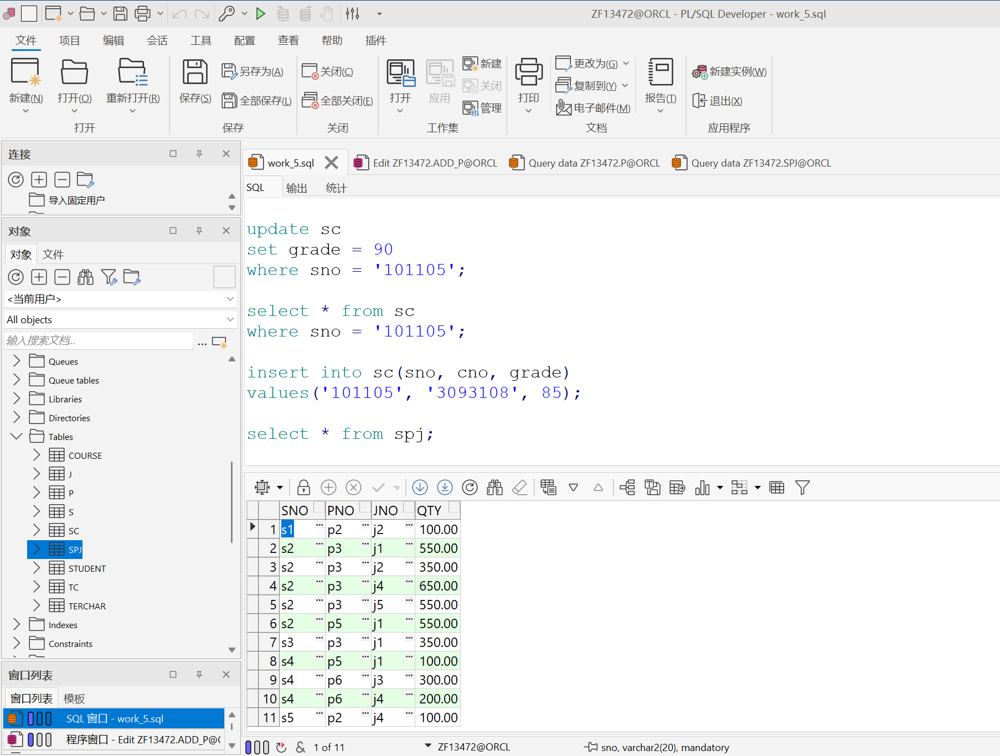 ZF13472@ORCL - PL/SQL Developer - work_5.sql
文件 项目 编辑 会话 工具 配置 查看 帮助 插件
新建(N) 打开(O) 重新打开(R) 保存(S) 另存为(A) 全部保存(L) 关闭(C) 全部关闭(E) 打开 应用 新建 关闭 管理 打印 更改为(G) 复制到(Y) 电子邮件(M) 报告(T) 新建实例(W) 退出(X)
打开 保存 关闭 工作集 文档 应用程序
连接
导入固定用户
对象
对象 文件
<当前用户>
All objects
输入搜索文档...
...
Queues
Queue tables
Libraries
Directories
Tables
COURSE
J
P
S
SC
SPJ
STUDENT
TC
TERCHAR
Indexes
Constraints
窗口列表
窗口列表 模板
SQL 窗口 - work_5.sql
程序窗口 - Edit ZF13472.ADD_P@
work_5.sql Edit ZF13472.ADD_P@ORCL Query data ZF13472.P@ORCL Query data ZF13472.SPJ@ORCL
SQL 输出 统计
update sc
set grade = 90
where sno = '101105';
select * from sc
where sno = '101105';
insert into sc(sno, cno, grade)
values('101105', '3093108', 85);
select * from spj;
SNO PNO JNO QTY
1 s1 ... p2 ... j2 ... 100.00
2 s2 ... p3 ... j1 ... 550.00
3 s2 ... p3 ... j2 ... 350.00
4 s2 ... p3 ... j4 ... 650.00
5 s2 ... p3 ... j5 ... 550.00
6 s2 ... p5 ... j1 ... 550.00
7 s3 ... p3 ... j1 ... 350.00
8 s4 ... p5 ... j1 ... 100.00
9 s4 ... p6 ... j3 ... 300.00
10 s4 ... p6 ... j4 ... 200.00
11 s5 ... p2 ... j4 ... 100.00
& 1 of 11 ZF13472@ORCL sno, varchar2(20), mandatory